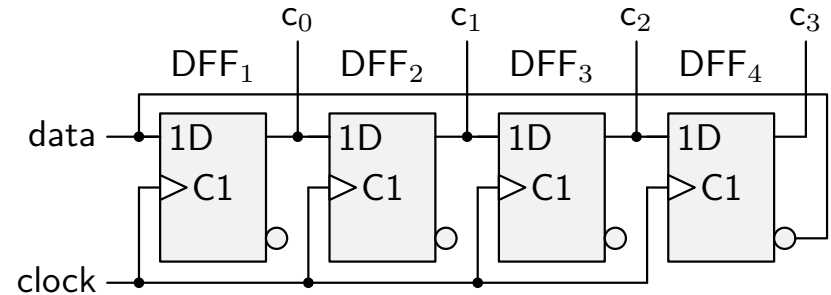 c₀ c₁ c₂ c₃
DFF₁ DFF₂ DFF₃ DFF₄
data 1D 1D 1D 1D
C1 C1 C1 C1
clock